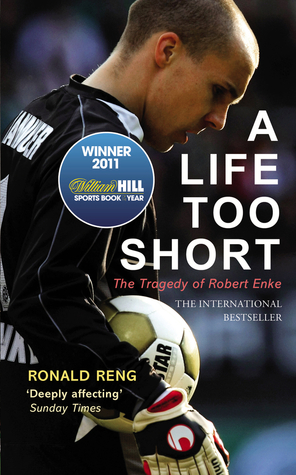 A
LIFE
TOO
SHORT
The Tragedy of Robert Enke
THE INTERNATIONAL
BESTSELLER
WINNER
2011
William HILL
SPORTS BOOK of the YEAR
RONALD RENG
'Deeply affecting'
Sunday Times
STAR